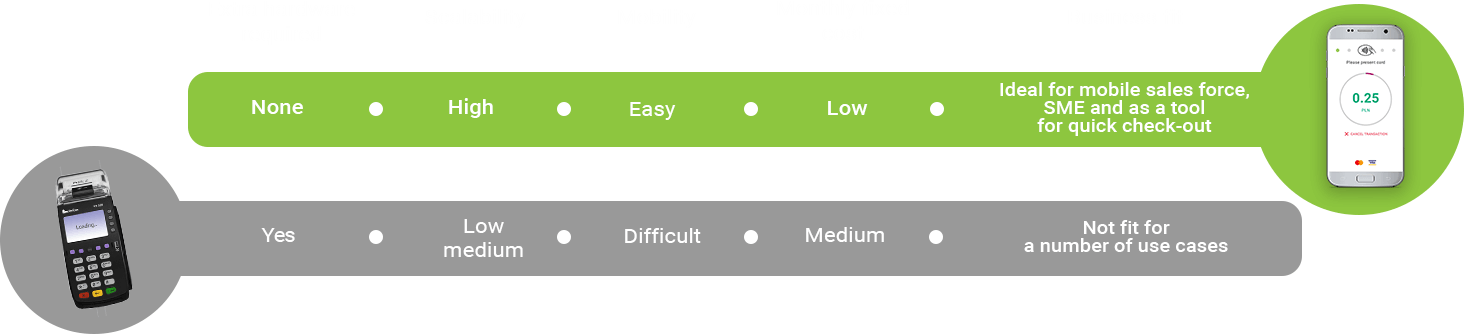 None
High
Easy
Low
Ideal for mobile sales force,
SME and as a tool
for quick check-out
Please present card
0.25
PLN
CANCEL TRANSACTION
Yes
Low
medium
Difficult
Medium
Not fit for
a number of use cases
Loading...